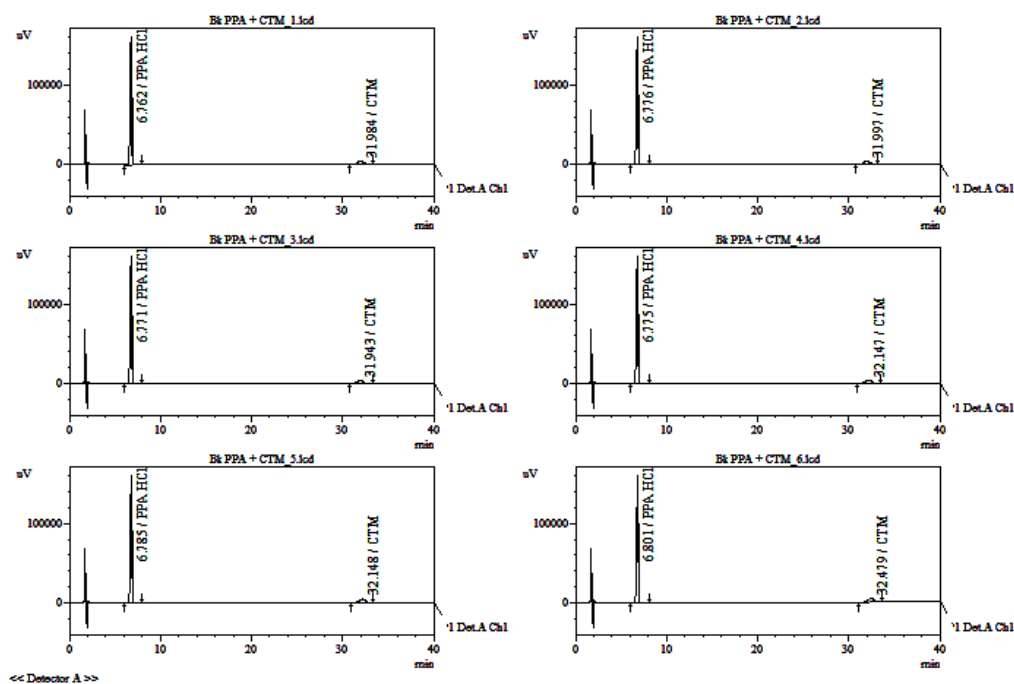 Bk PPA + CTM_1.lcd
uV
100000
0
6.762 / PPA HCl
31.984 / CTM
'1 Det.A Ch1
0 10 20 30 40
min
Bk PPA + CTM_2.lcd
uV
100000
0
6.776 / PPA HCl
31.997 / CTM
'1 Det.A Ch1
0 10 20 30 40
min
Bk PPA + CTM_3.lcd
uV
100000
0
6.771 / PPA HCl
31.943 / CTM
'1 Det.A Ch1
0 10 20 30 40
min
Bk PPA + CTM_4.lcd
uV
100000
0
6.775 / PPA HCl
32.147 / CTM
'1 Det.A Ch1
0 10 20 30 40
min
Bk PPA + CTM_5.lcd
uV
100000
0
6.785 / PPA HCl
32.148 / CTM
'1 Det.A Ch1
0 10 20 30 40
min
Bk PPA + CTM_6.lcd
uV
100000
0
6.801 / PPA HCl
32.479 / CTM
'1 Det.A Ch1
0 10 20 30 40
min
<< Detector A >>